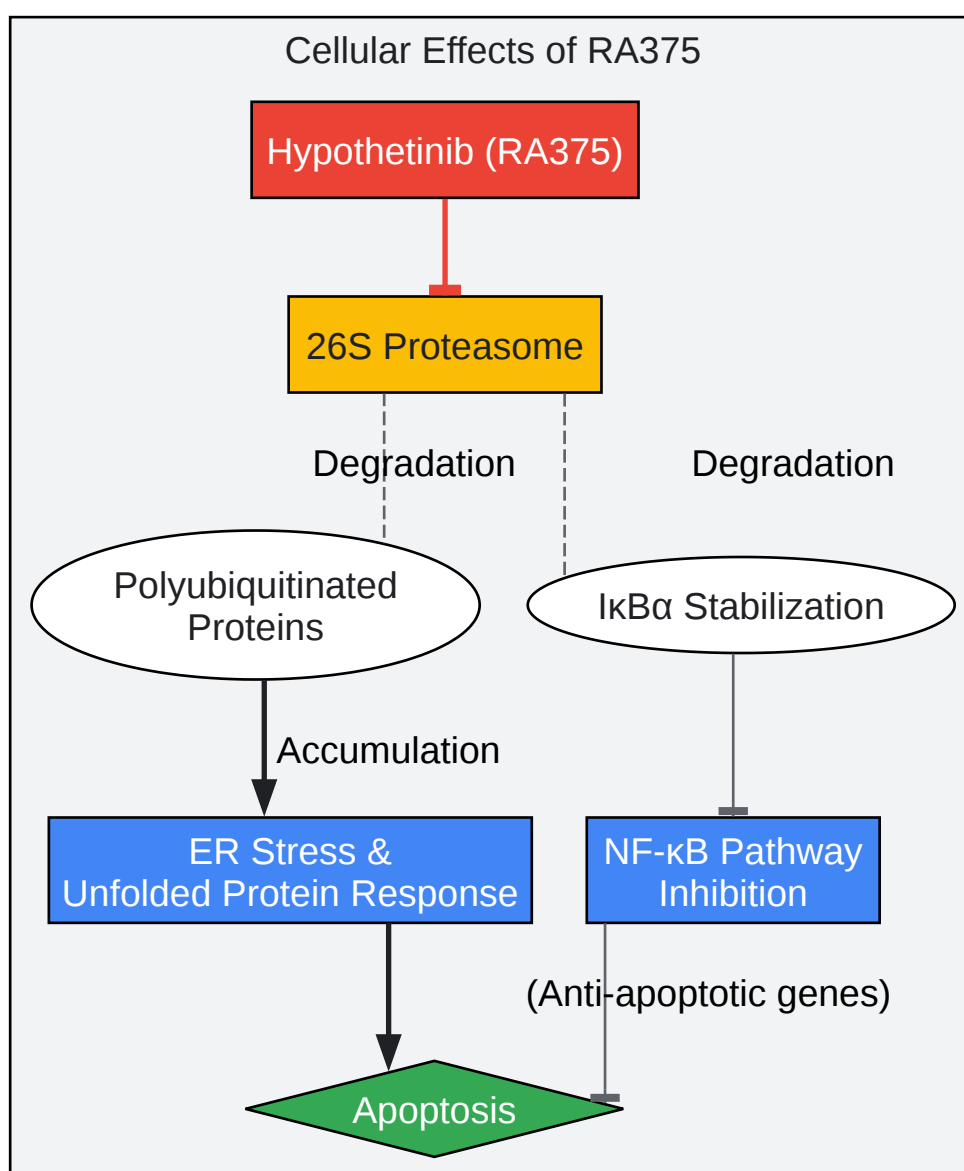 Cellular Effects of RA375
Hypothetinib (RA375)
26S Proteasome
Degradation
Degradation
Polyubiquitinated
Proteins
IκBα Stabilization
Accumulation
ER Stress &
Unfolded Protein Response
NF-κB Pathway
Inhibition
(Anti-apoptotic genes)
Apoptosis